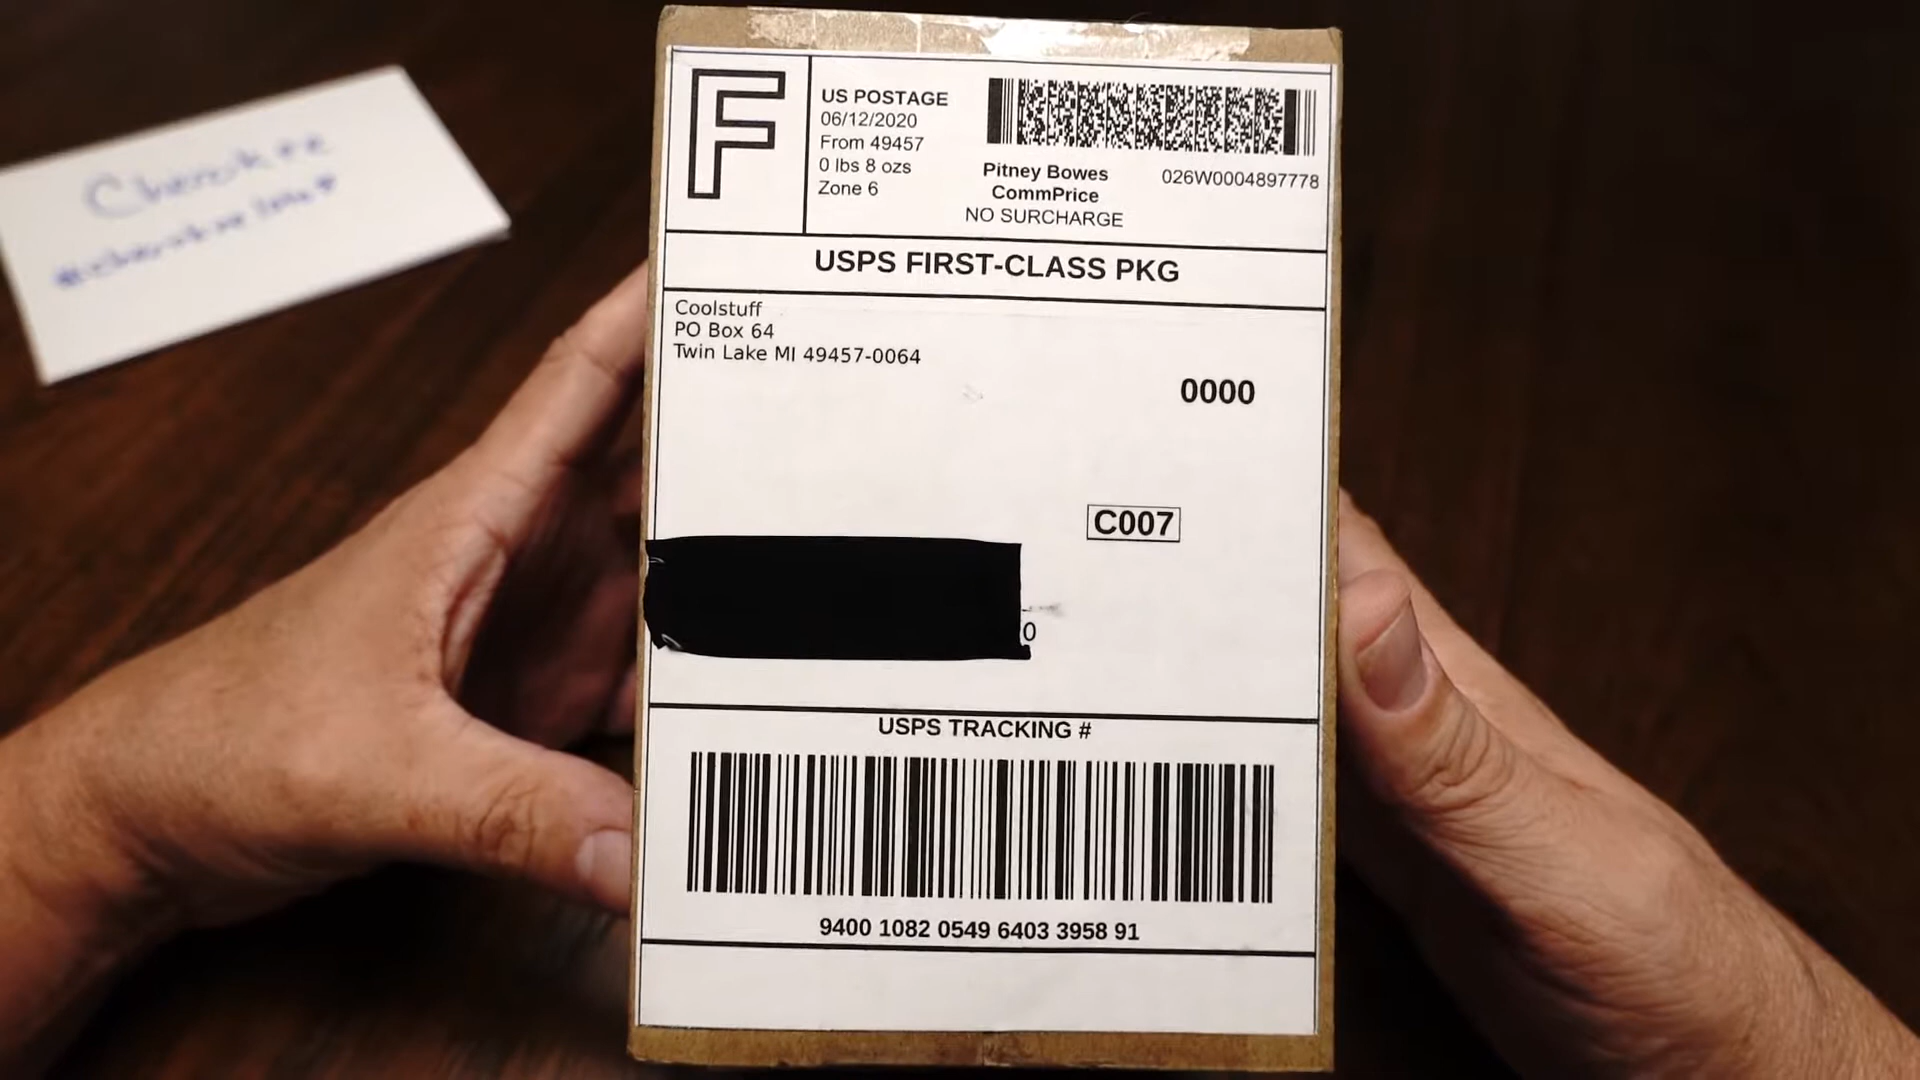 Cherokee
F
US POSTAGE
06/12/2020
From 49457
0 lbs 8 ozs
Zone 6
Pitney Bowes
CommPrice
NO SURCHARGE
026W0004897778
USPS FIRST-CLASS PKG
Coolstuff
PO Box 64
Twin Lake MI 49457-0064
0000
C007
0
USPS TRACKING #
9400 1082 0549 6403 3958 91